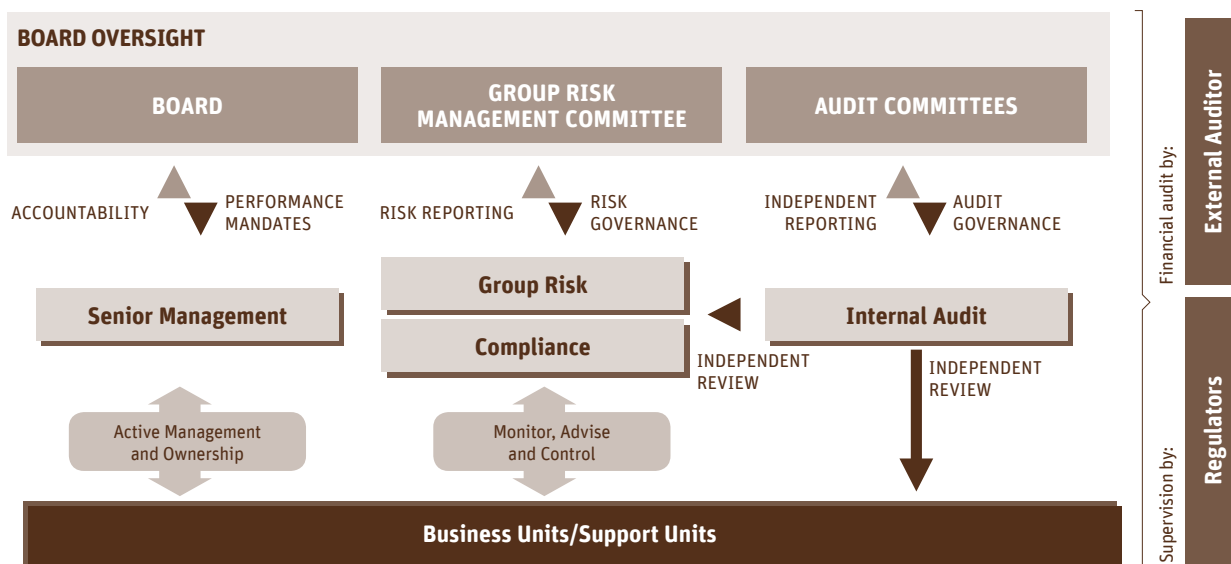 BOARD OVERSIGHT
BOARD
GROUP RISK
MANAGEMENT COMMITTEE
AUDIT COMMITTEES
ACCOUNTABILITY
PERFORMANCE
MANDATES
RISK REPORTING
RISK
GOVERNANCE
INDEPENDENT
REPORTING
AUDIT
GOVERNANCE
Senior Management
Group Risk
Compliance
Internal Audit
INDEPENDENT
REVIEW
INDEPENDENT
REVIEW
Active Management
and Ownership
Monitor, Advise
and Control
Business Units/Support Units
Financial audit by:
External Auditor
Supervision by:
Regulators